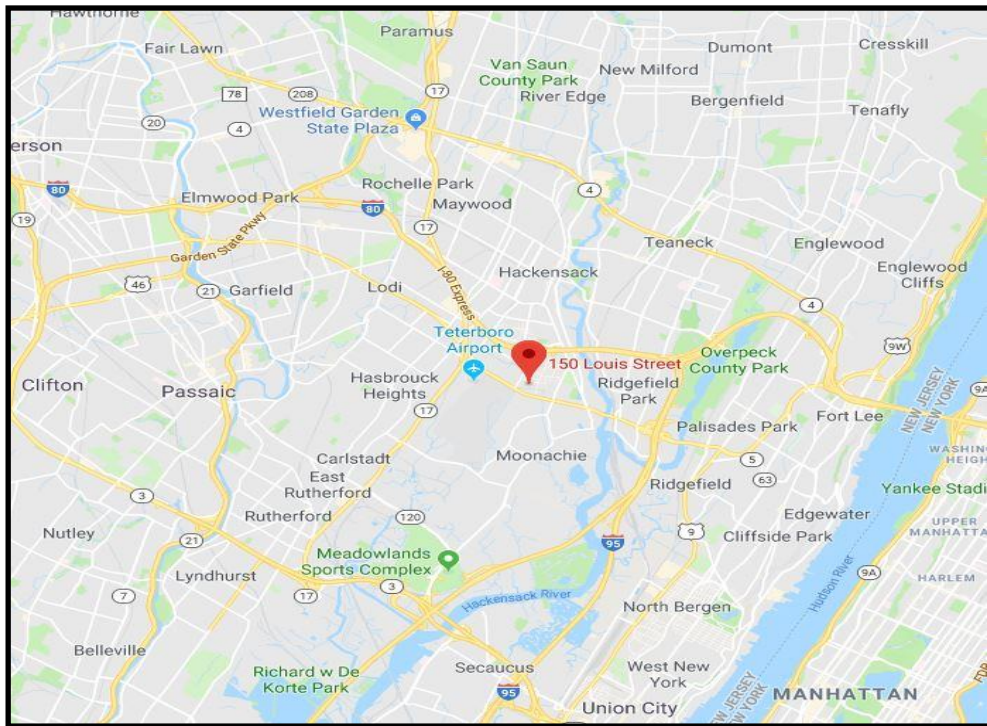 Hawthorne
Fair Lawn
Paramus
Dumont
Cresskill
Van Saun
County Park
New Milford
River Edge
Bergenfield
Tenafly
17
78
208
Westfield Garden
State Plaza
20
4
erson
80
Elmwood Park
Rochelle Park
Maywood
80
4
19
17
Garden State Pkwy
Teaneck
Englewood
Englewood
Cliffs
46
21
Garfield
Lodi
I-80 Express
Hackensack
4
Teterboro
Airport
150 Louis Street
Overpeck
County Park
9W
Clifton
Passaic
Hasbrouck
Heights
17
Ridgefield
Park
Fort Lee
NEW JERSEY
NEW YORK
9A
Palisades Park
Carlstadt
East
Rutherford
Moonachie
5
63
WASHING
HEIGH
Ridgefield
Yankee Stadi
3
Rutherford
120
Nutley
21
Edgewater
Cliffside Park
9
95
UPPER
MANHATTA
Meadowlands
Sports Complex
Lyndhurst
17
3
7
Hackensack River
North Bergen
Hudson River
9A
HARLEM
Belleville
Richard w De
Korte Park
Secaucus
95
West New
York
Union City
NEW JERSEY
NEW YORK
MANHATTAN
FDR